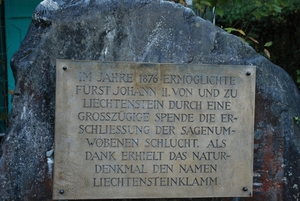 IM JAHRE 1876 ERMÖGLICHTE
FÜRST JOHANN II. VON UND ZU
LIECHTENSTEIN DURCH EINE
GROSSZÜGIGE SPENDE DIE ER-
SCHLIESSUNG DER SAGENUM-
WOBENEN SCHLUCHT. ALS
DANK ERHIELT DAS NATUR-
DENKMAL DEN NAMEN
LIECHTENSTEINKLAMM